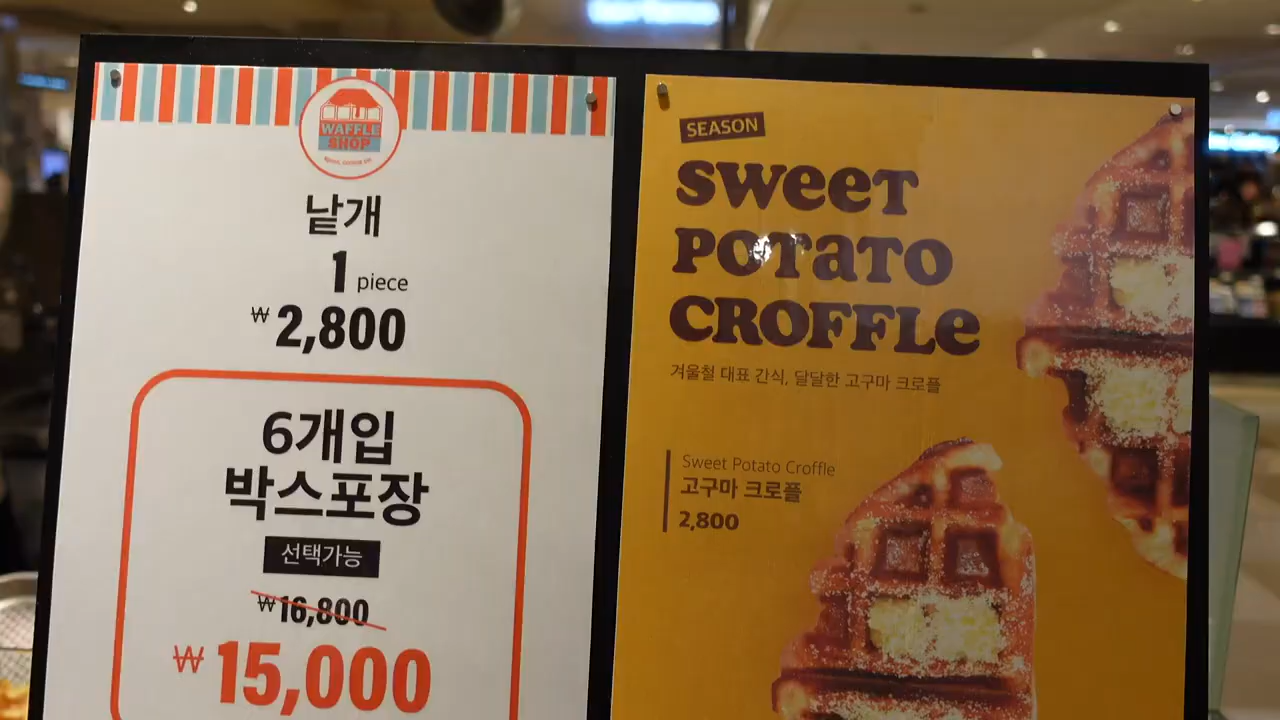 WAFFLE
SHOP
낱개
1 piece
₩2,800
6개입
박스포장
선택가능
₩16,800
₩15,000
SEASON
SWeeT
POTaTO
CROFFLe
겨울철 대표 간식, 달달한 고구마 크로플
Sweet Potato Croffle
고구마 크로플
2,800